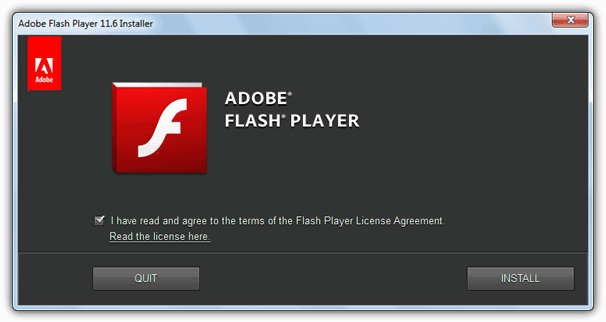 Adobe Flash Player 11.6 Installer
Adobe
ADOBE®
FLASH® PLAYER
I have read and agree to the terms of the Flash Player License Agreement.
Read the license here.
QUIT
INSTALL